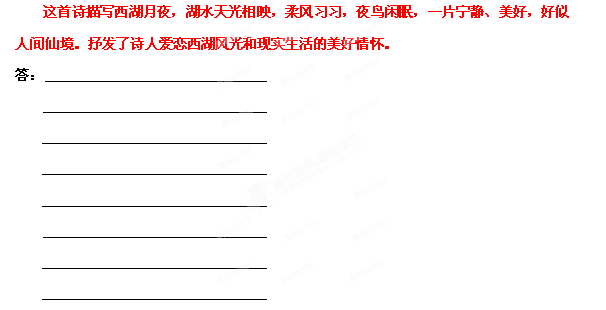 这首诗描写西湖月夜，湖水天光相映，柔风习习，夜鸟闲眠，一片宁静、美好，好似
人间仙境。抒发了诗人爱恋西湖风光和现实生活的美好情怀。
答：